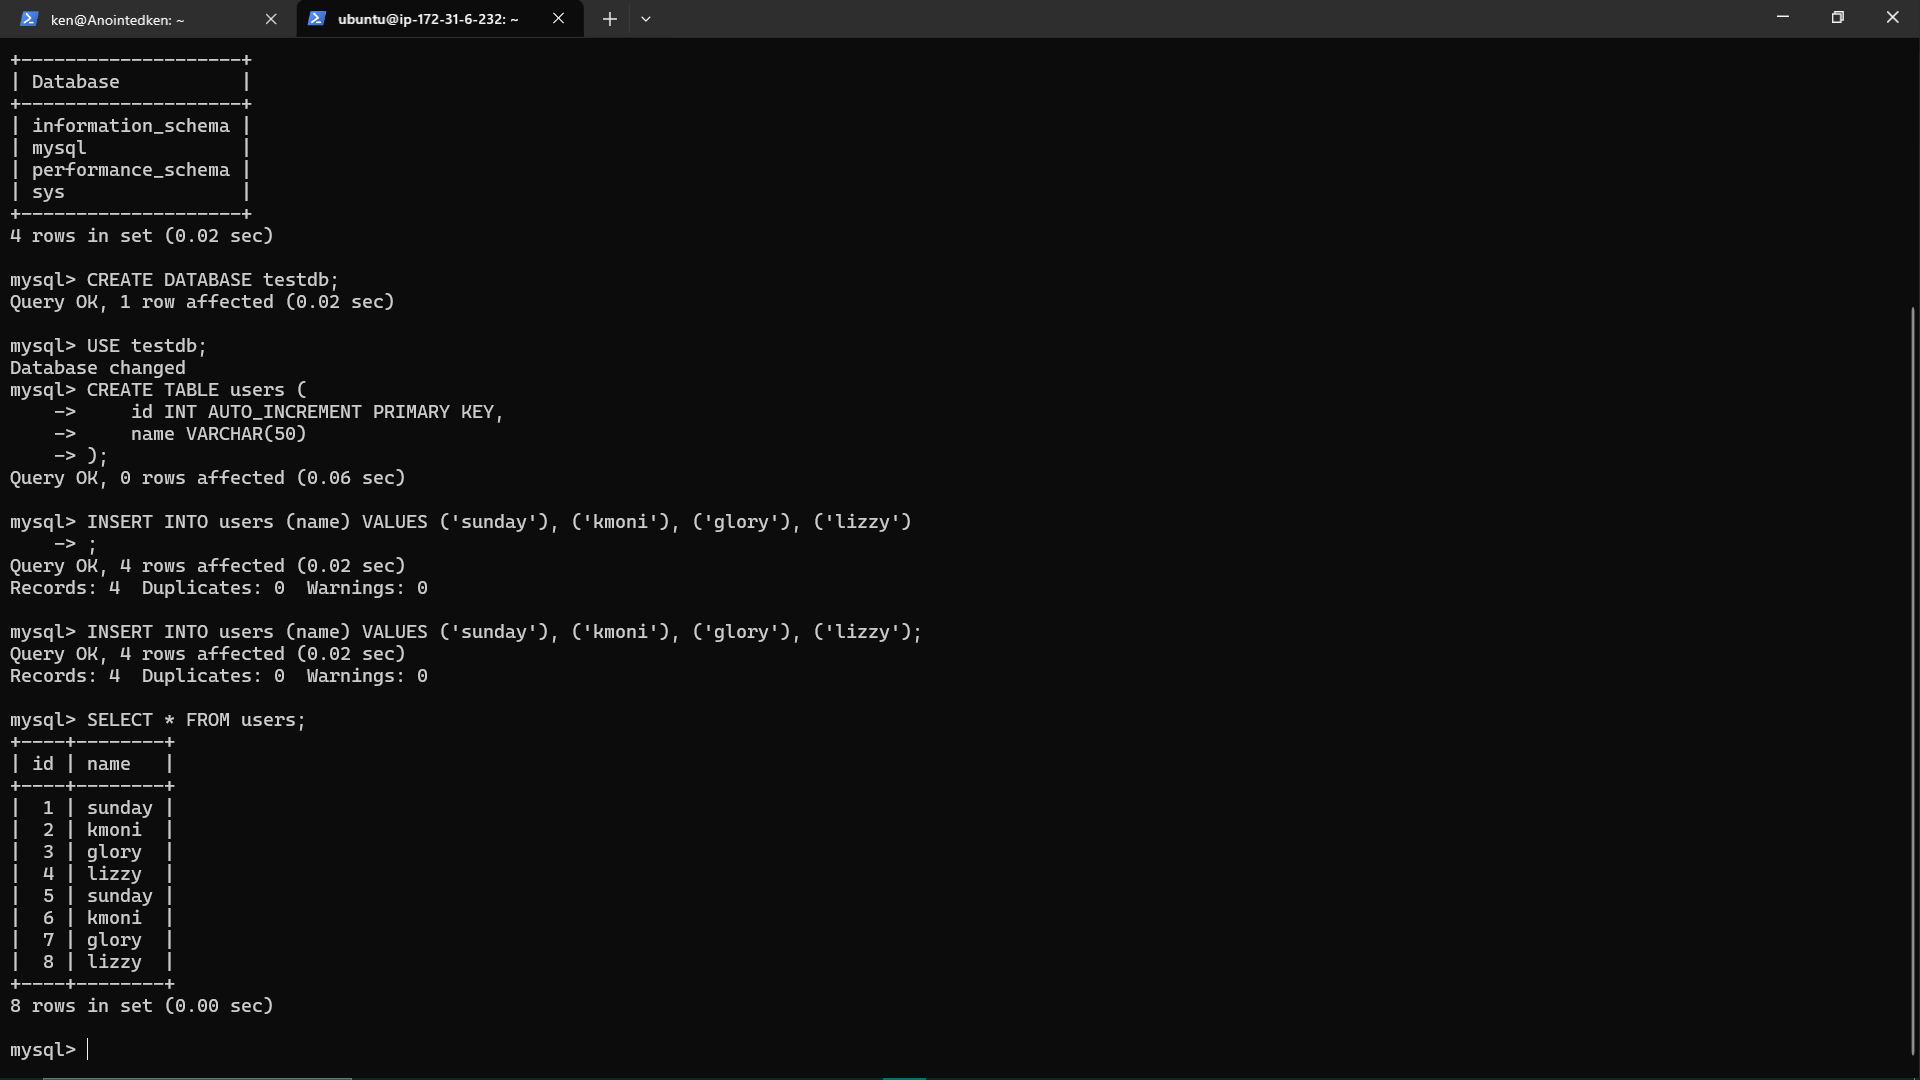 ken@Anointedken: ~
ubuntu@ip-172-31-6-232: ~
+--------------------+
| Database           |
+--------------------+
| information_schema |
| mysql              |
| performance_schema |
| sys                |
+--------------------+
4 rows in set (0.02 sec)
mysql> CREATE DATABASE testdb;
Query OK, 1 row affected (0.02 sec)
mysql> USE testdb;
Database changed
mysql> CREATE TABLE users (
    ->     id INT AUTO_INCREMENT PRIMARY KEY,
    ->     name VARCHAR(50)
    -> );
Query OK, 0 rows affected (0.06 sec)
mysql> INSERT INTO users (name) VALUES ('sunday'), ('kmoni'), ('glory'), ('lizzy')
    -> ;
Query OK, 4 rows affected (0.02 sec)
Records: 4  Duplicates: 0  Warnings: 0
mysql> INSERT INTO users (name) VALUES ('sunday'), ('kmoni'), ('glory'), ('lizzy');
Query OK, 4 rows affected (0.02 sec)
Records: 4  Duplicates: 0  Warnings: 0
mysql> SELECT * FROM users;
+----+--------+
| id | name   |
+----+--------+
|  1 | sunday |
|  2 | kmoni  |
|  3 | glory  |
|  4 | lizzy  |
|  5 | sunday |
|  6 | kmoni  |
|  7 | glory  |
|  8 | lizzy  |
+----+--------+
8 rows in set (0.00 sec)
mysql>